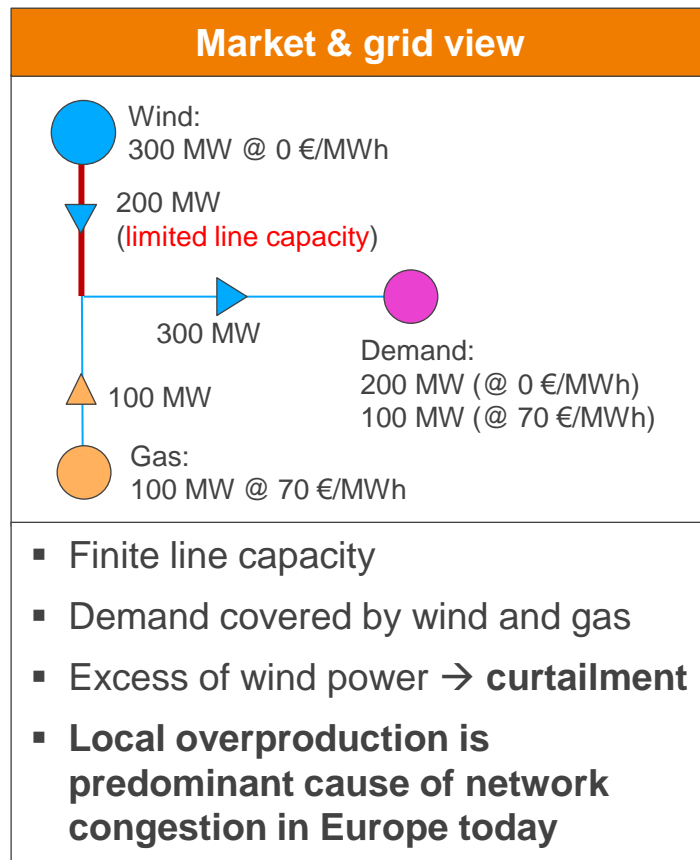 Market & grid view
Wind:
300 MW @ 0 €/MWh
200 MW
(limited line capacity)
300 MW
Demand:
200 MW (@ 0 €/MWh)
100 MW (@ 70 €/MWh)
100 MW
Gas:
100 MW @ 70 €/MWh
▪ Finite line capacity
▪ Demand covered by wind and gas
▪ Excess of wind power → curtailment
▪ Local overproduction is
predominant cause of network
congestion in Europe today